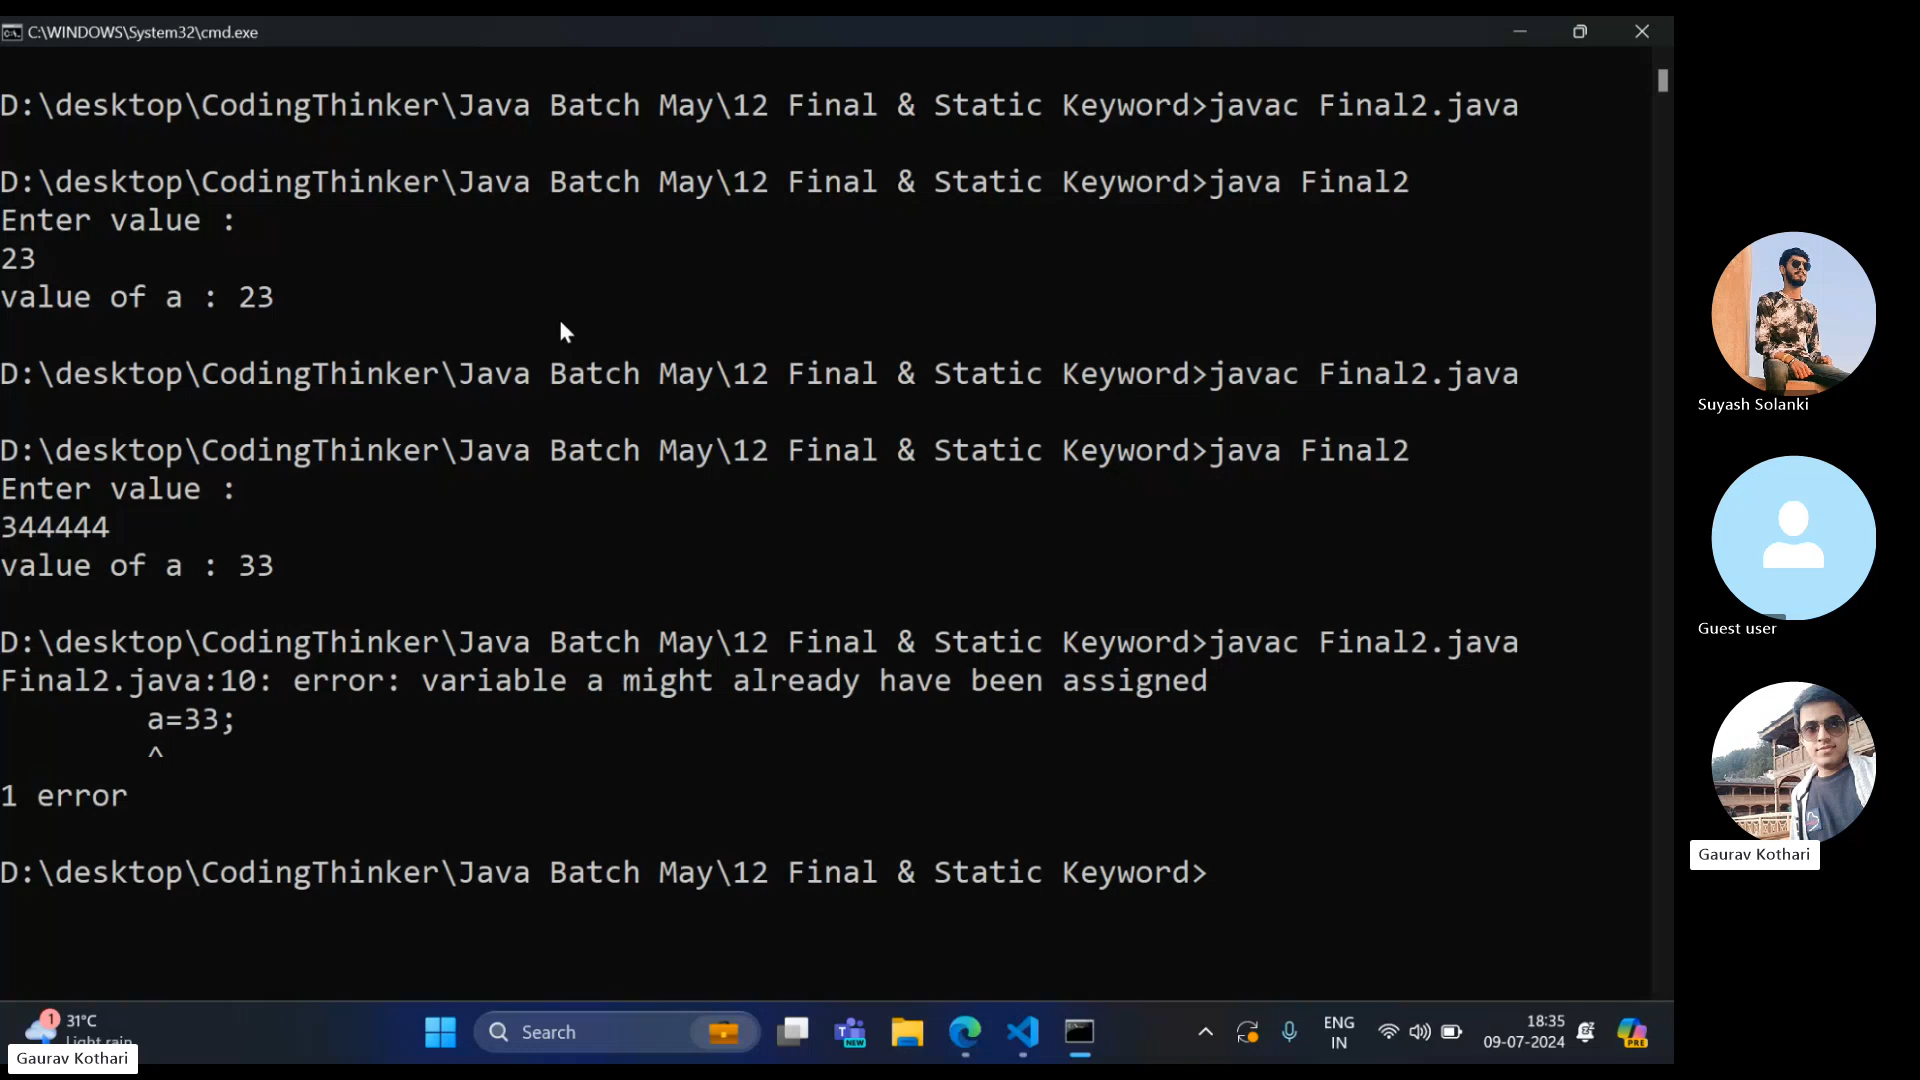 C:\WINDOWS\System32\cmd.exe
D:\desktop\CodingThinker\Java Batch May\12 Final & Static Keyword>javac Final2.java
D:\desktop\CodingThinker\Java Batch May\12 Final & Static Keyword>java Final2
Enter value :
23
value of a : 23
D:\desktop\CodingThinker\Java Batch May\12 Final & Static Keyword>javac Final2.java
D:\desktop\CodingThinker\Java Batch May\12 Final & Static Keyword>java Final2
Enter value :
344444
value of a : 33
D:\desktop\CodingThinker\Java Batch May\12 Final & Static Keyword>javac Final2.java
Final2.java:10: error: variable a might already have been assigned
a=33;
^
1 error
D:\desktop\CodingThinker\Java Batch May\12 Final & Static Keyword>
Suyash Solanki
Guest user
Gaurav Kothari
1
31°C
Light rain
Gaurav Kothari
Search
NEW
ENG
IN
18:35
09-07-2024
PRE